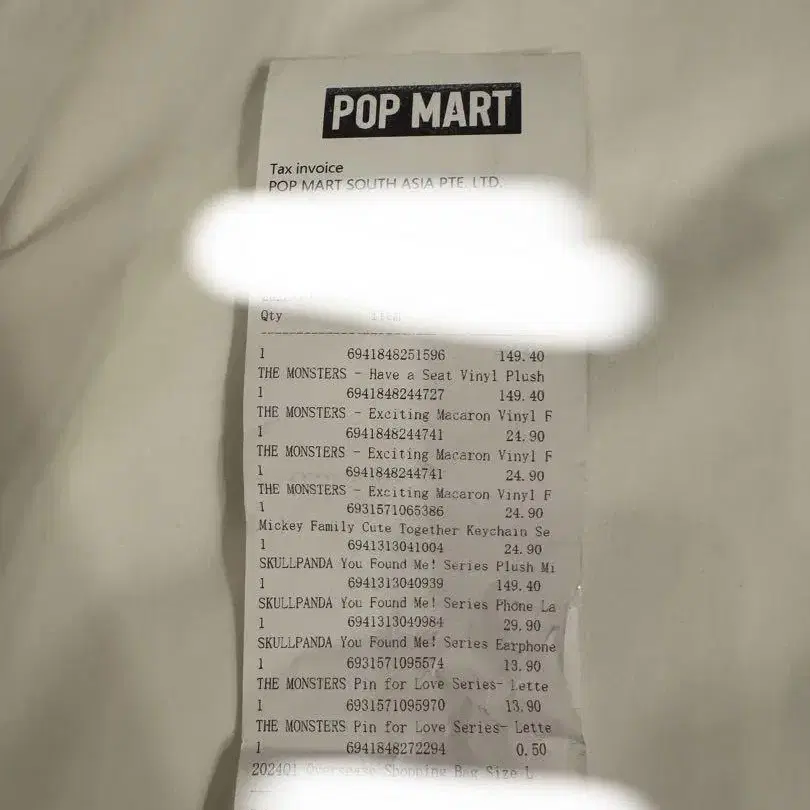 POP MART
Tax invoice
POP MART SOUTH ASIA PTE. LTD.
Qty
1 6941848251596 149.40
THE MONSTERS - Have a Seat Vinyl Plush
1 6941848244727 149.40
THE MONSTERS - Exciting Macaron Vinyl F
1 6941848244741 24.90
THE MONSTERS - Exciting Macaron Vinyl F
1 6941848244741 24.90
THE MONSTERS - Exciting Macaron Vinyl F
1 6931571065386 24.90
Mickey Family Cute Together Keychain Se
1 6941313041004 24.90
SKULLPANDA You Found Me! Series Plush Mi
1 6941313040939 149.40
SKULLPANDA You Found Me! Series Phone La
1 6941313040984 29.90
SKULLPANDA You Found Me! Series Earphone
1 6931571095574 13.90
THE MONSTERS Pin for Love Series- Lette
1 6931571095970 13.90
THE MONSTERS Pin for Love Series- Lette
1 6941848272294 0.50
2024Q1 Overseas Shopping Bag Size L